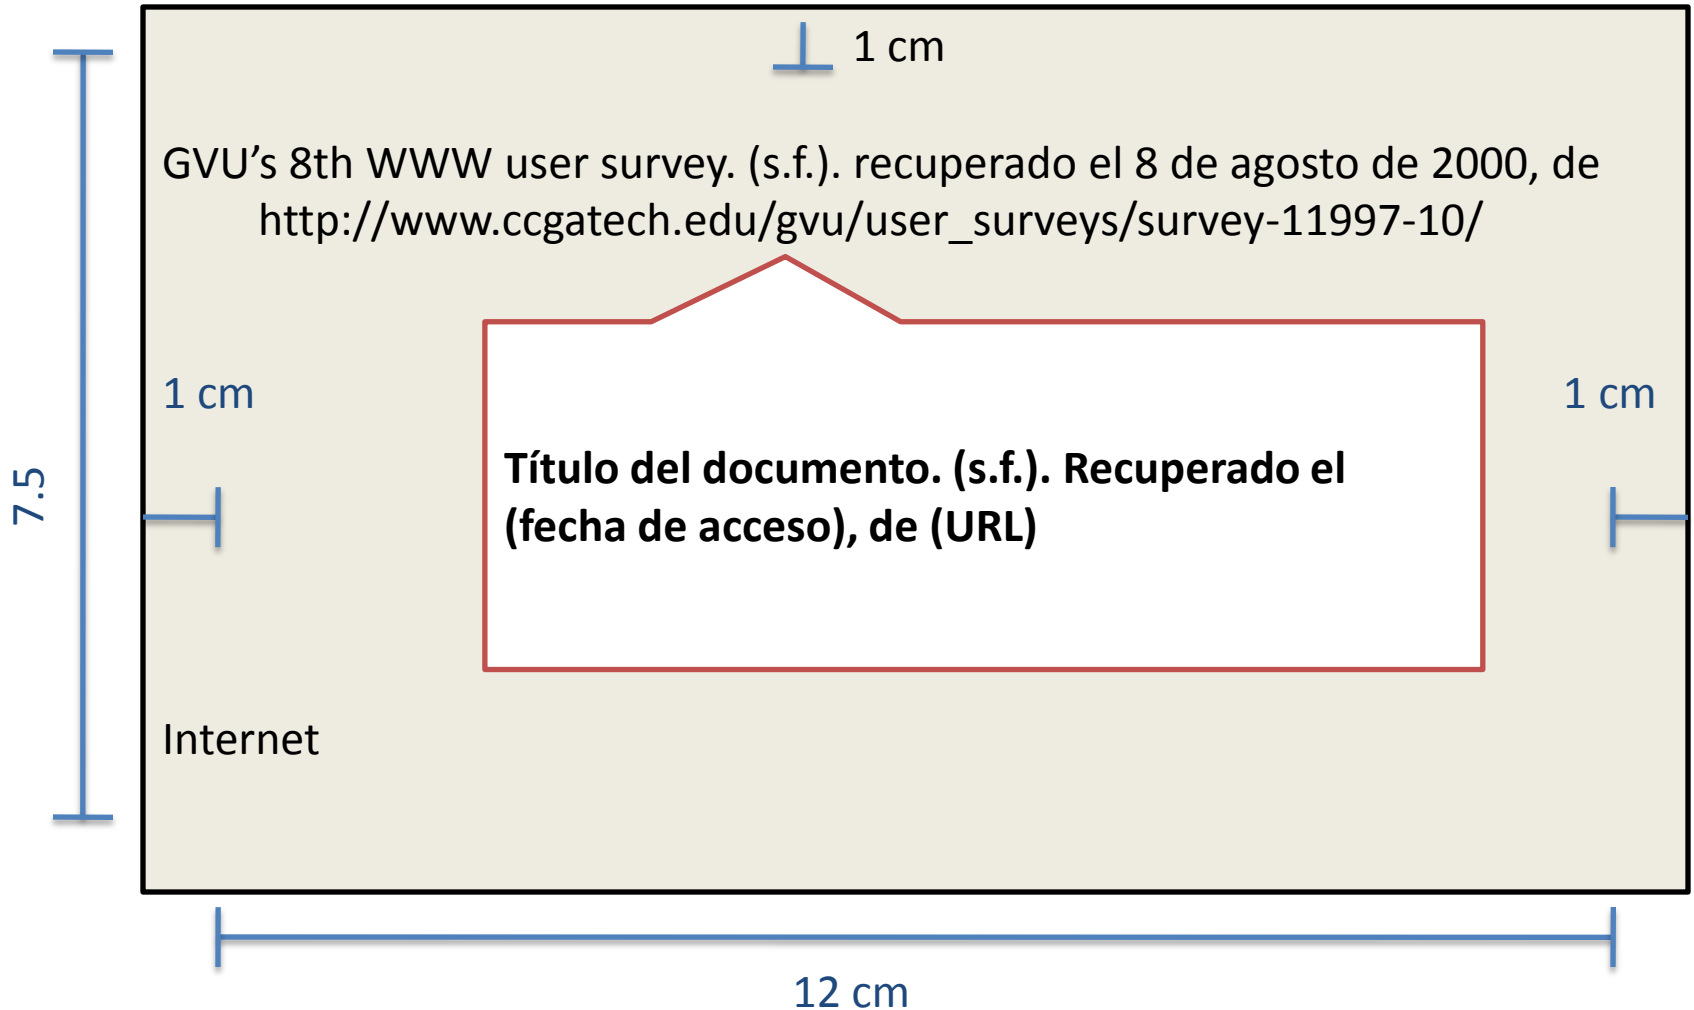 1 cm
GVU’s 8th WWW user survey. (s.f.). recuperado el 8 de agosto de 2000, de
http://www.ccgatech.edu/gvu/user_surveys/survey-11997-10/
1 cm
1 cm
7.5
Título del documento. (s.f.). Recuperado el
(fecha de acceso), de (URL)
Internet
12 cm